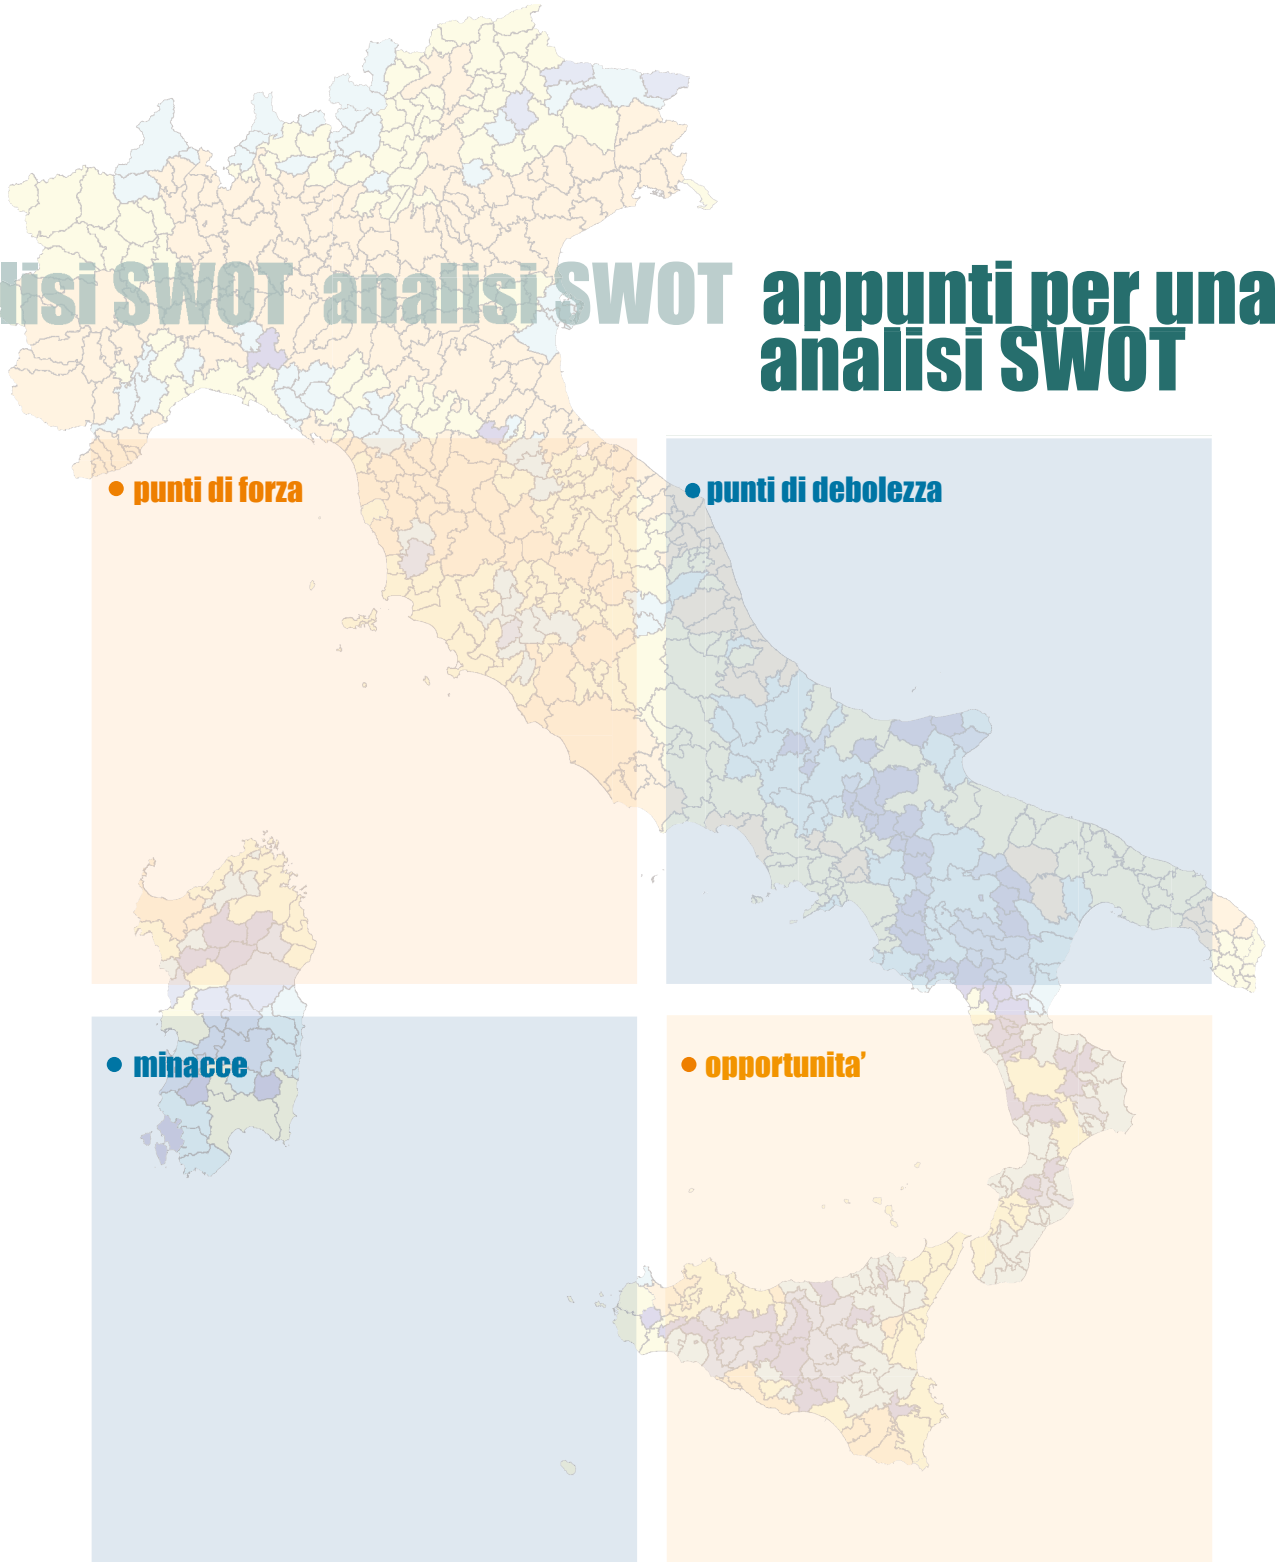 lisi SWOT analisi SWOT appunti per una
analisi SWOT
• punti di forza
• punti di debolezza
• minacce
• opportunita’